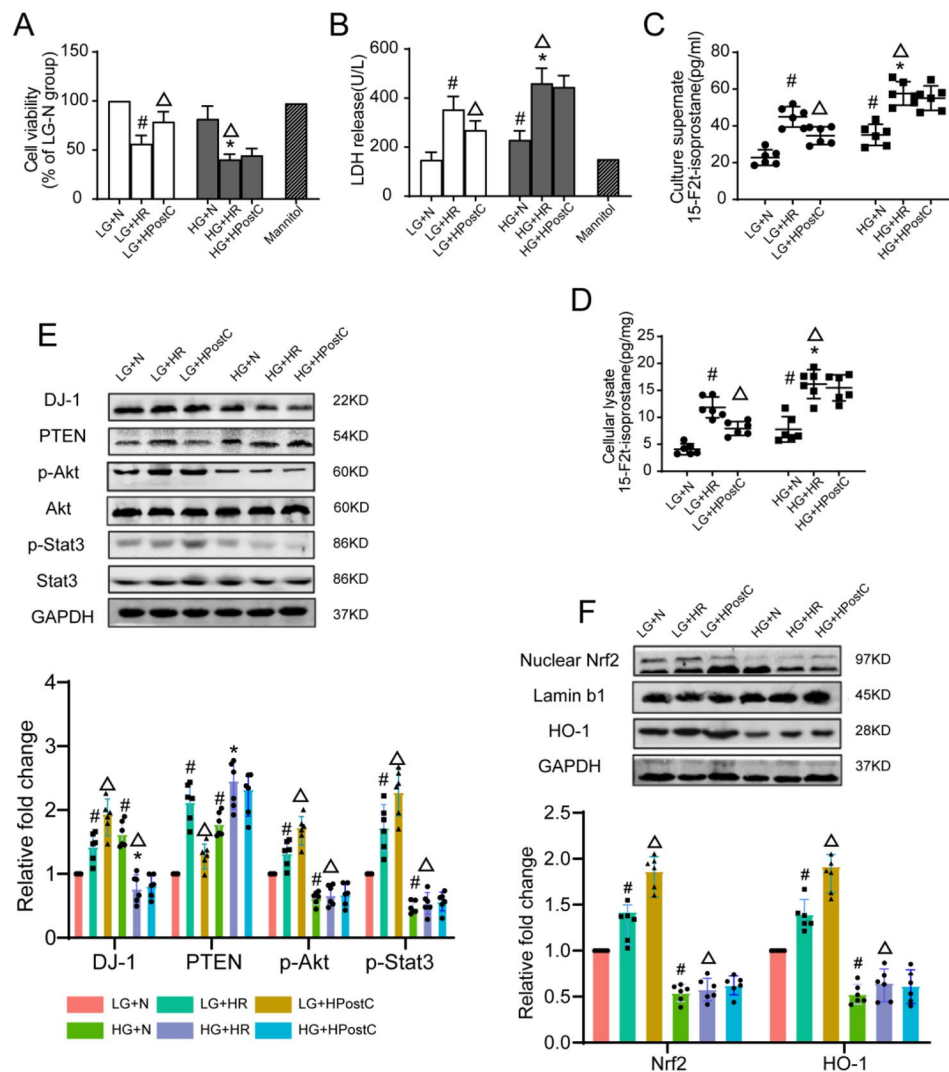 A
Cell viability
(% of LG-N group)
150
100
50
0
#
△
△
*
LG+N
LG+HR
LG+HPostC
HG+N
HG+HR
HG+HPostC
Mannitol
B
LDH release(U/L)
600
400
200
0
#
△
#
△
*
LG+N
LG+HR
LG+HPostC
HG+N
HG+HR
HG+HPostC
Mannitol
C
Culture supernate
15-F2t-isoprostane(pg/ml)
80
60
40
20
0
#
△
#
△
*
LG+N
LG+HR
LG+HPostC
HG+N
HG+HR
HG+HPostC
D
Cellular lysate
15-F2t-isoprostane(pg/mg)
25
20
15
10
5
0
#
△
#
△
*
LG+N
LG+HR
LG+HPostC
HG+N
HG+HR
HG+HPostC
E
LG+N
LG+HR
LG+HPostC
HG+N
HG+HR
HG+HPostC
DJ-1 22KD
PTEN 54KD
p-Akt 60KD
Akt 60KD
p-Stat3 86KD
Stat3 86KD
GAPDH 37KD
Relative fold change
4
3
2
1
0
# △ # △ *
# △ # *
# △ # △
# △ # △
DJ-1 PTEN p-Akt p-Stat3
LG+N LG+HR LG+HPostC
HG+N HG+HR HG+HPostC
F
LG+N
LG+HR
LG+HPostC
HG+N
HG+HR
HG+HPostC
Nuclear Nrf2 97KD
Lamin b1 45KD
HO-1 28KD
GAPDH 37KD
Relative fold change
2.5
2.0
1.5
1.0
0.5
0.0
# △ # △
# △ # △
Nrf2 HO-1